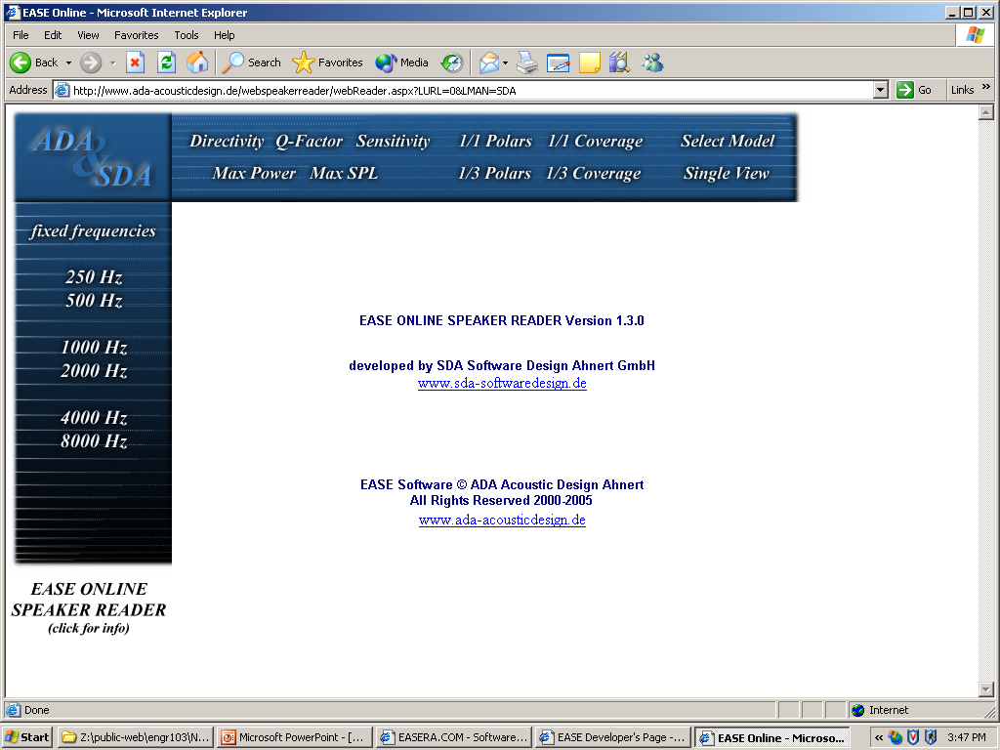 EASE Online - Microsoft Internet Explorer
File Edit View Favorites Tools Help
Back Search Favorites Media
Address http://www.ada-acousticdesign.de/webspeakerreader/webReader.aspx?LURL=0&LMAN=SDA Go Links »
ADA & SDA
Directivity Q-Factor Sensitivity 1/1 Polars 1/1 Coverage Select Model
Max Power Max SPL 1/3 Polars 1/3 Coverage Single View
fixed frequencies
250 Hz
500 Hz
1000 Hz
2000 Hz
4000 Hz
8000 Hz
EASE ONLINE
SPEAKER READER
(click for info)
EASE ONLINE SPEAKER READER Version 1.3.0
developed by SDA Software Design Ahnert GmbH
www.sda-softwaredesign.de
EASE Software © ADA Acoustic Design Ahnert
All Rights Reserved 2000-2005
www.ada-acousticdesign.de
Done Internet
Start Z:\public-web\engr103\N... Microsoft PowerPoint - [... EASERA.COM - Software... EASE Developer's Page -... EASE Online - Microso... « 3:47 PM